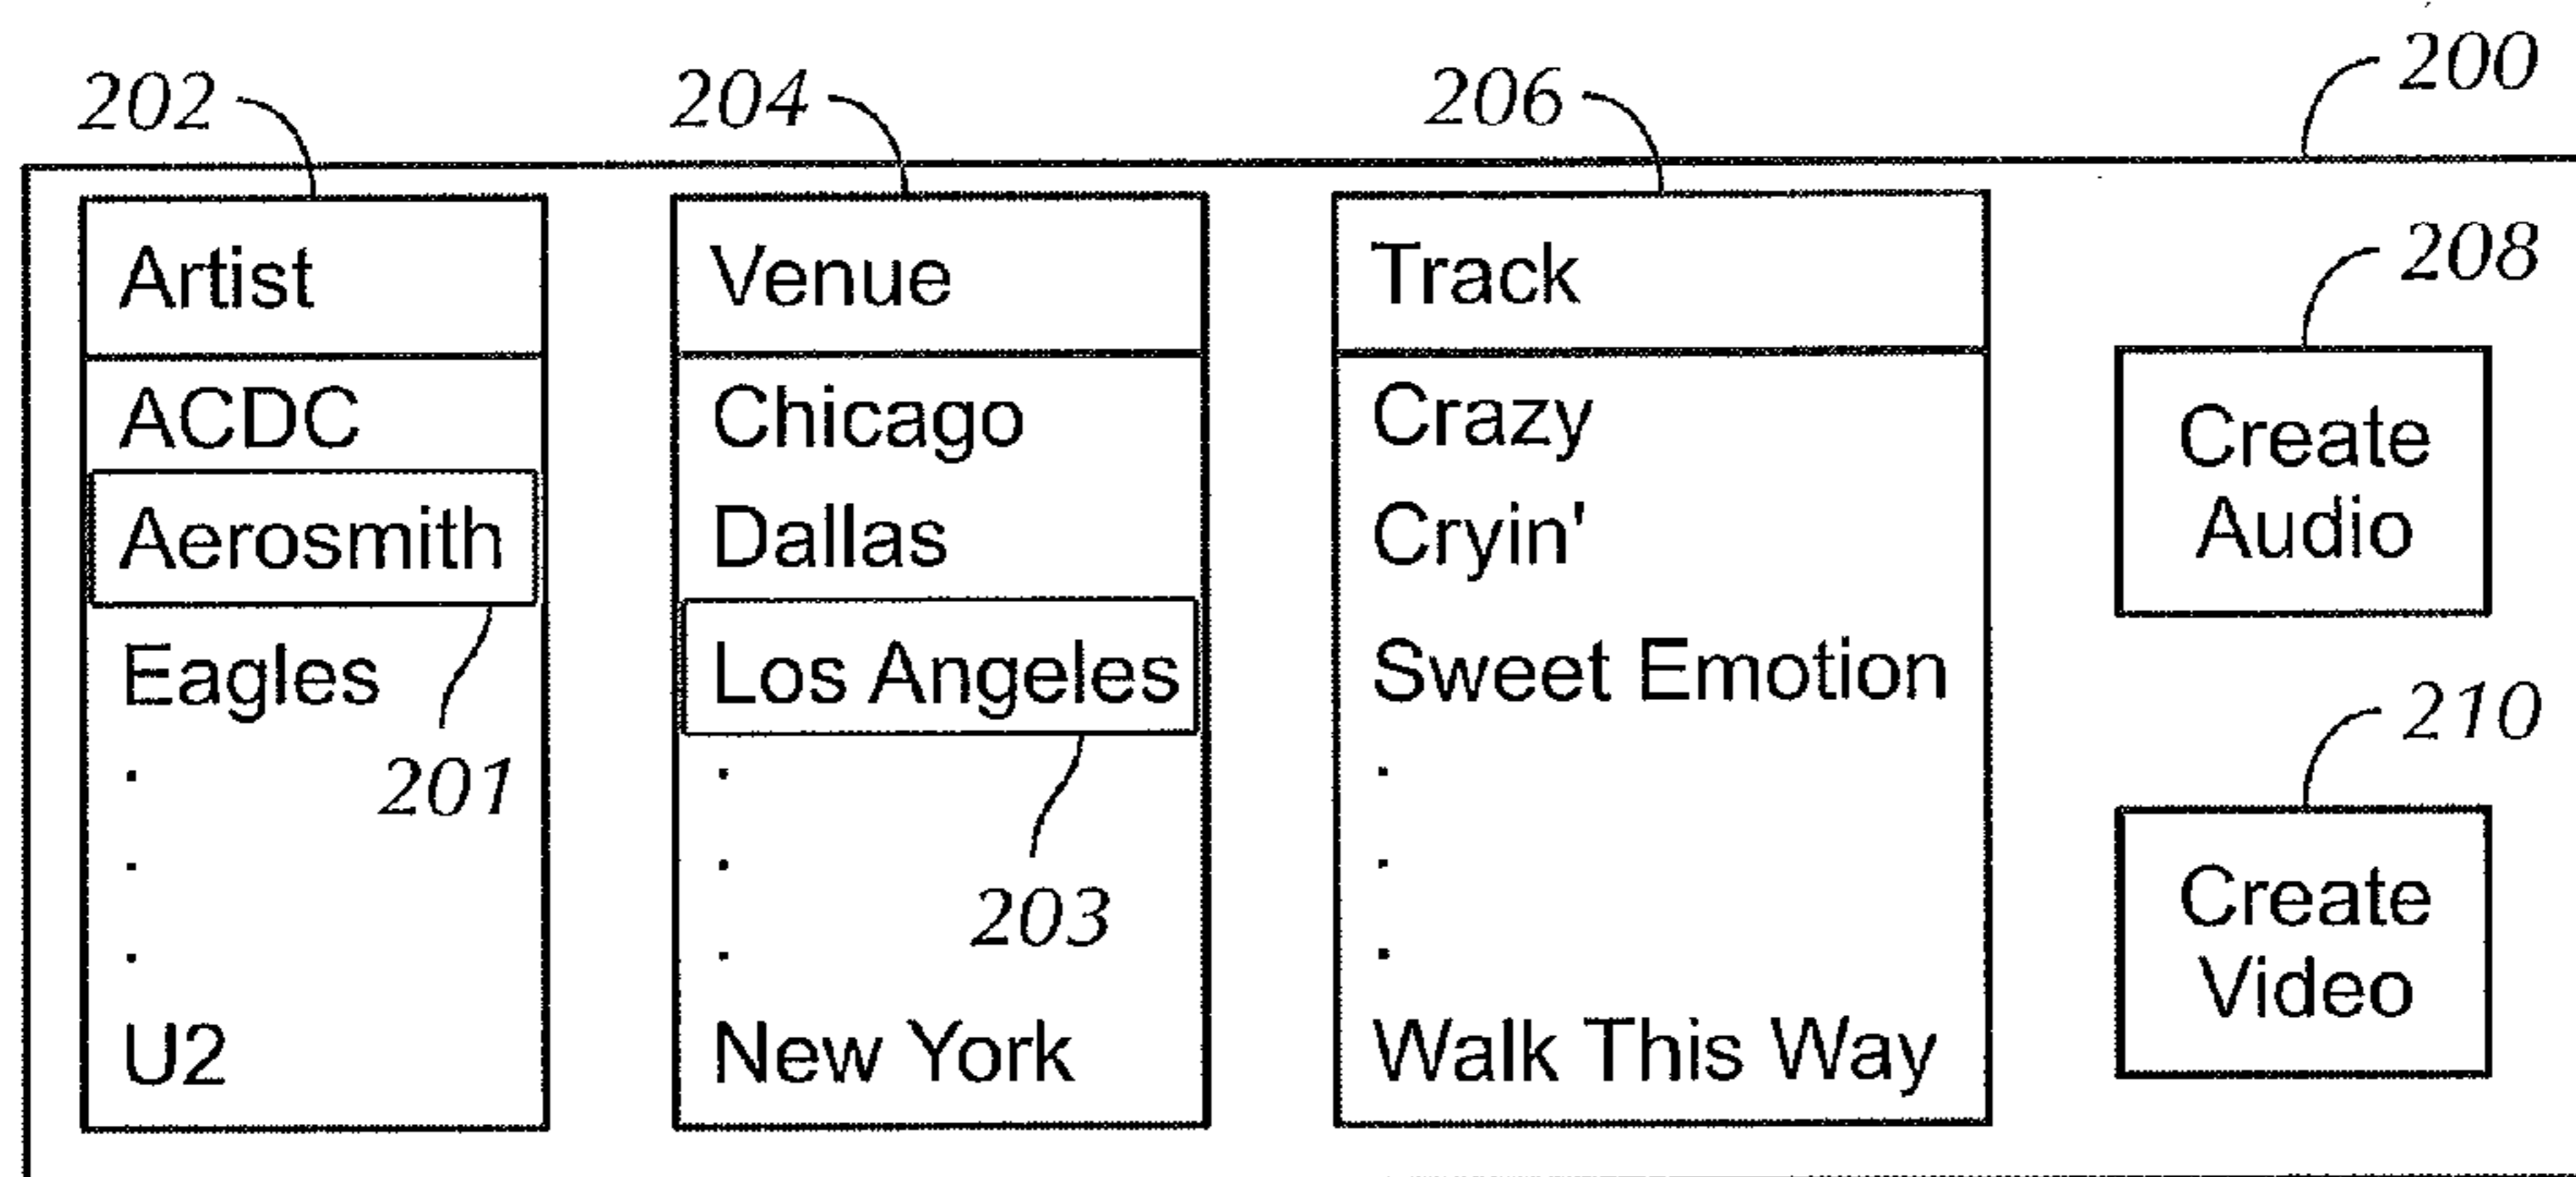 200
202
204
206
Artist
ACDC
Aerosmith
Eagles
.
.
.
U2
201
Venue
Chicago
Dallas
Los Angeles
.
.
.
New York
203
Track
Crazy
Cryin'
Sweet Emotion
.
.
.
Walk This Way
208
Create
Audio
210
Create
Video